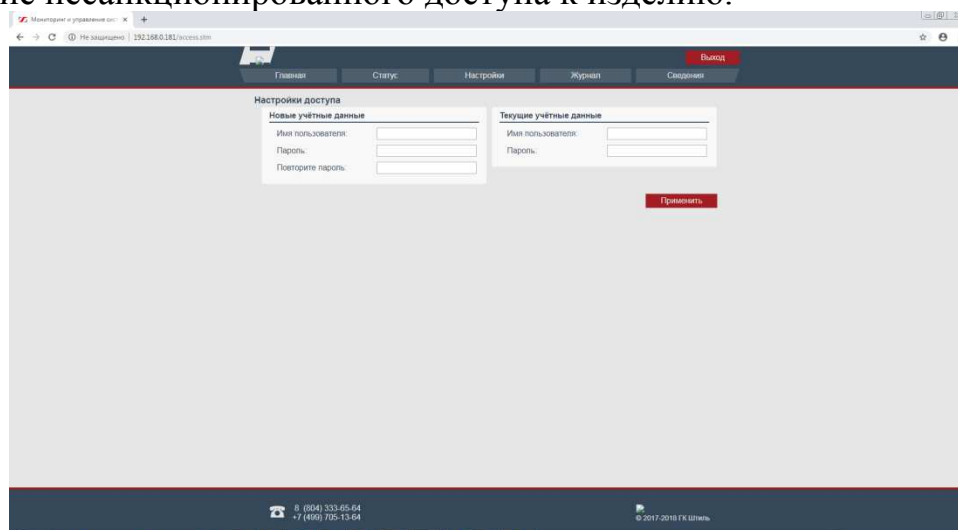 ие несанкционированного доступа к изделию.
Мониторинг и управление сис
Не защищено | 192.168.0.181/access.stm
Выход
Главная Статус Настройки Журнал Сведения
Настройки доступа
Новые учётные данные
Имя пользователя:
Пароль:
Повторите пароль:
Текущие учётные данные
Имя пользователя:
Пароль:
Применить
8 (804) 333-65-64
+7 (499) 705-13-64
© 2017-2018 ГК Штиль